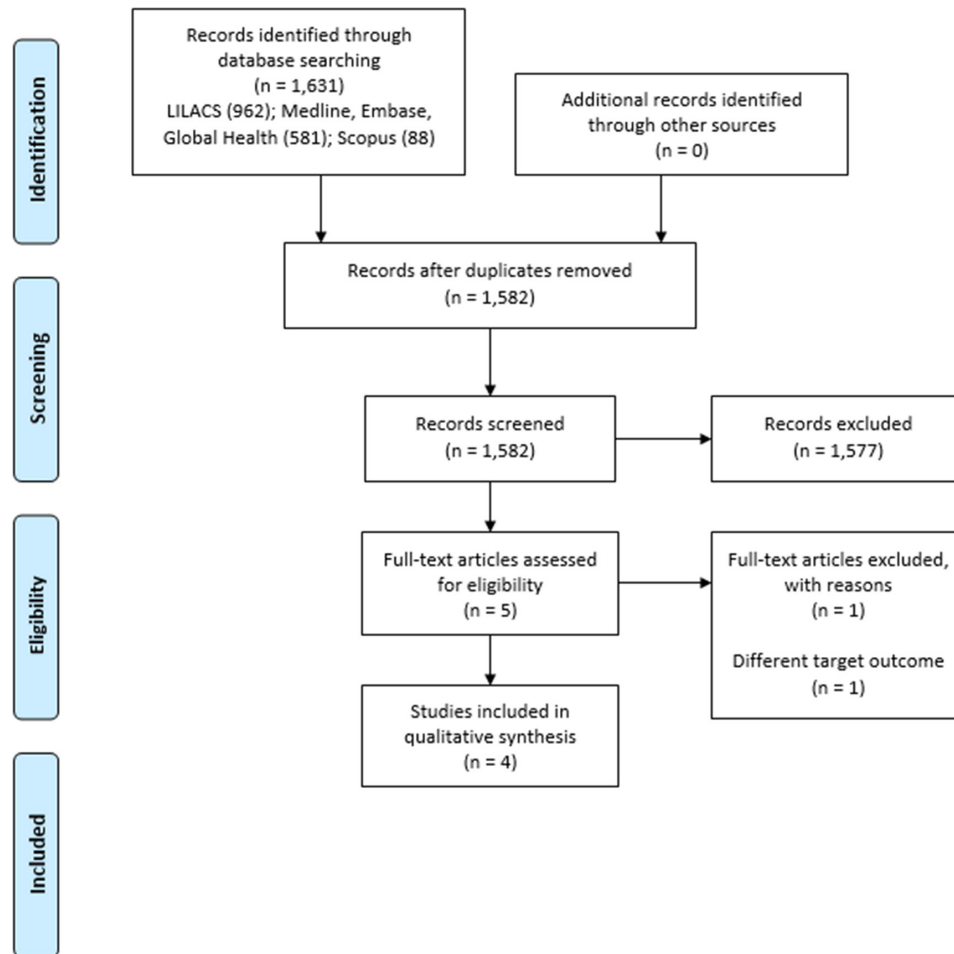 Identification
Records identified through
database searching
(n = 1,631)
LILACS (962); Medline, Embase,
Global Health (581); Scopus (88)
Additional records identified
through other sources
(n = 0)
Records after duplicates removed
(n = 1,582)
Screening
Records screened
(n = 1,582)
Records excluded
(n = 1,577)
Eligibility
Full-text articles assessed
for eligibility
(n = 5)
Full-text articles excluded,
with reasons
(n = 1)
Different target outcome
(n = 1)
Studies included in
qualitative synthesis
(n = 4)
Included